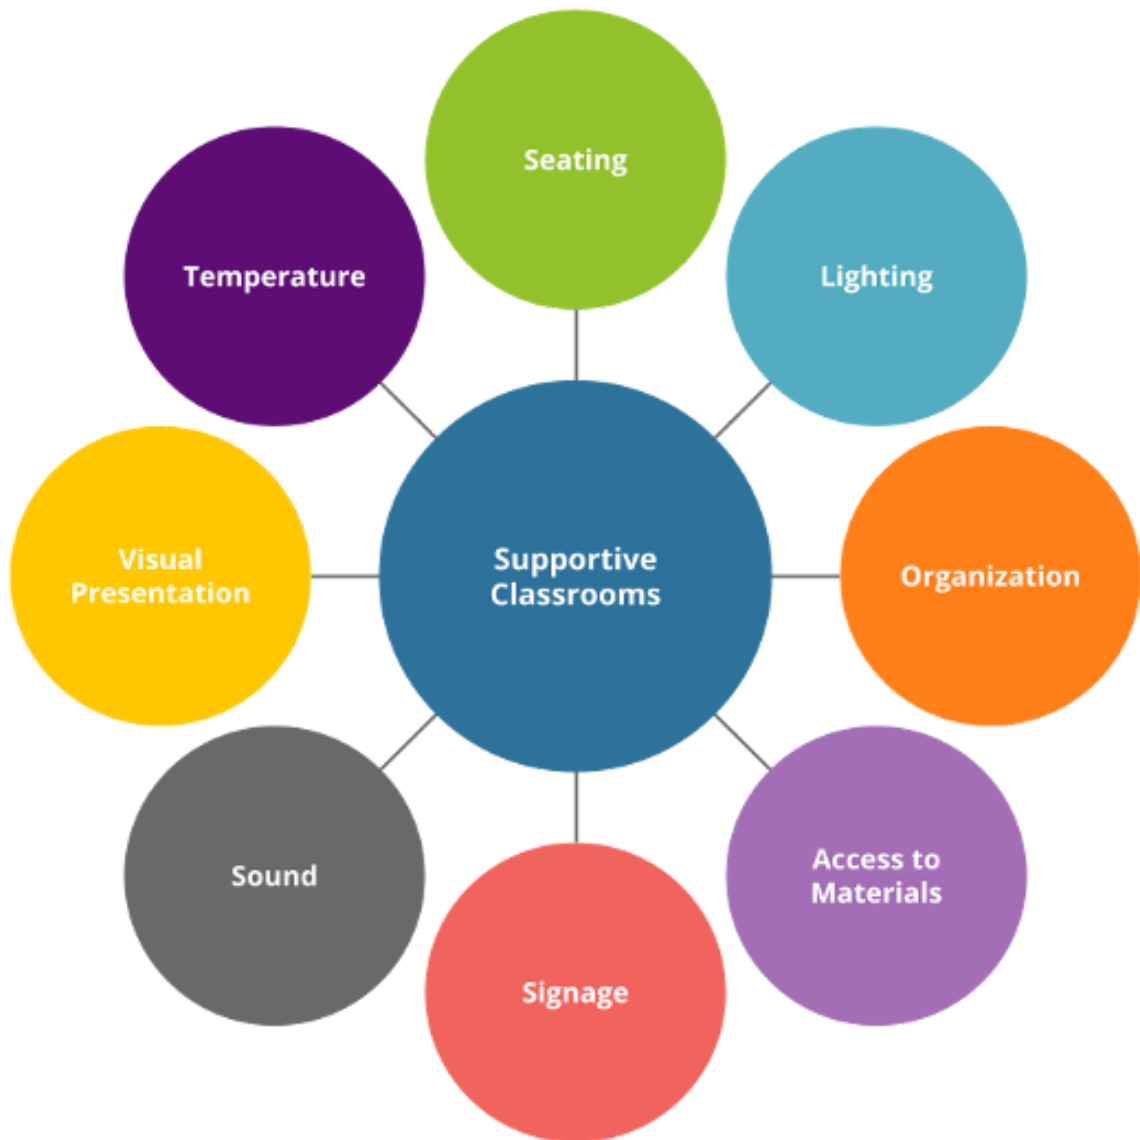 Seating
Temperature
Lighting
Visual
Presentation
Supportive
Classrooms
Organization
Sound
Access to
Materials
Signage